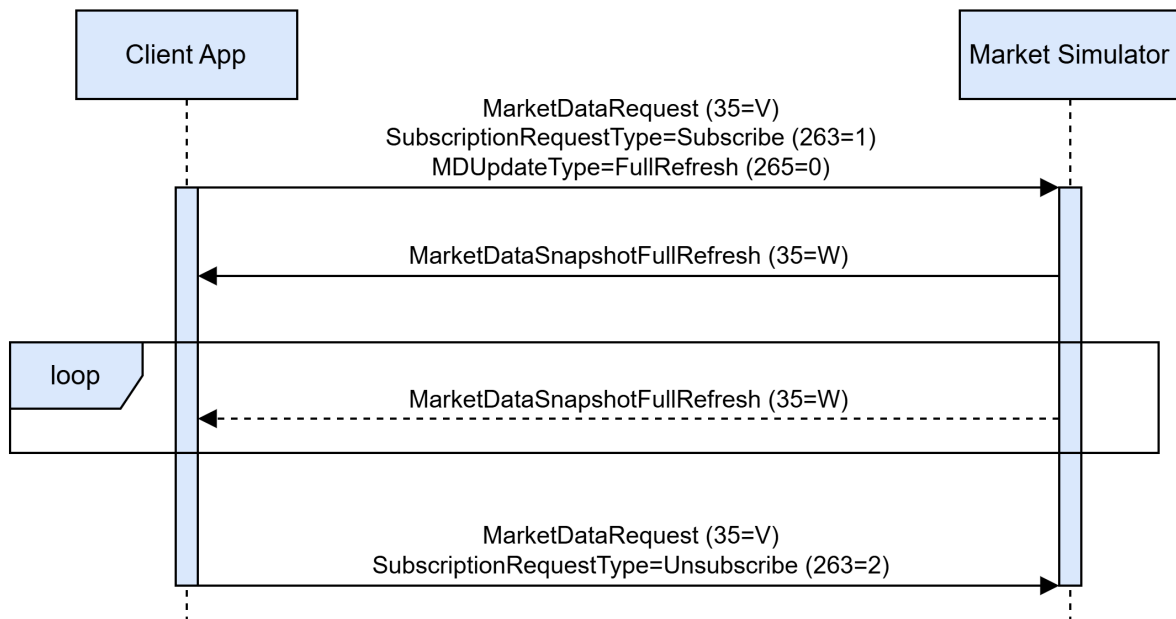 Client App
Market Simulator
MarketDataRequest (35=V)
SubscriptionRequestType=Subscribe (263=1)
MDUpdateType=FullRefresh (265=0)
MarketDataSnapshotFullRefresh (35=W)
loop
MarketDataSnapshotFullRefresh (35=W)
MarketDataRequest (35=V)
SubscriptionRequestType=Unsubscribe (263=2)